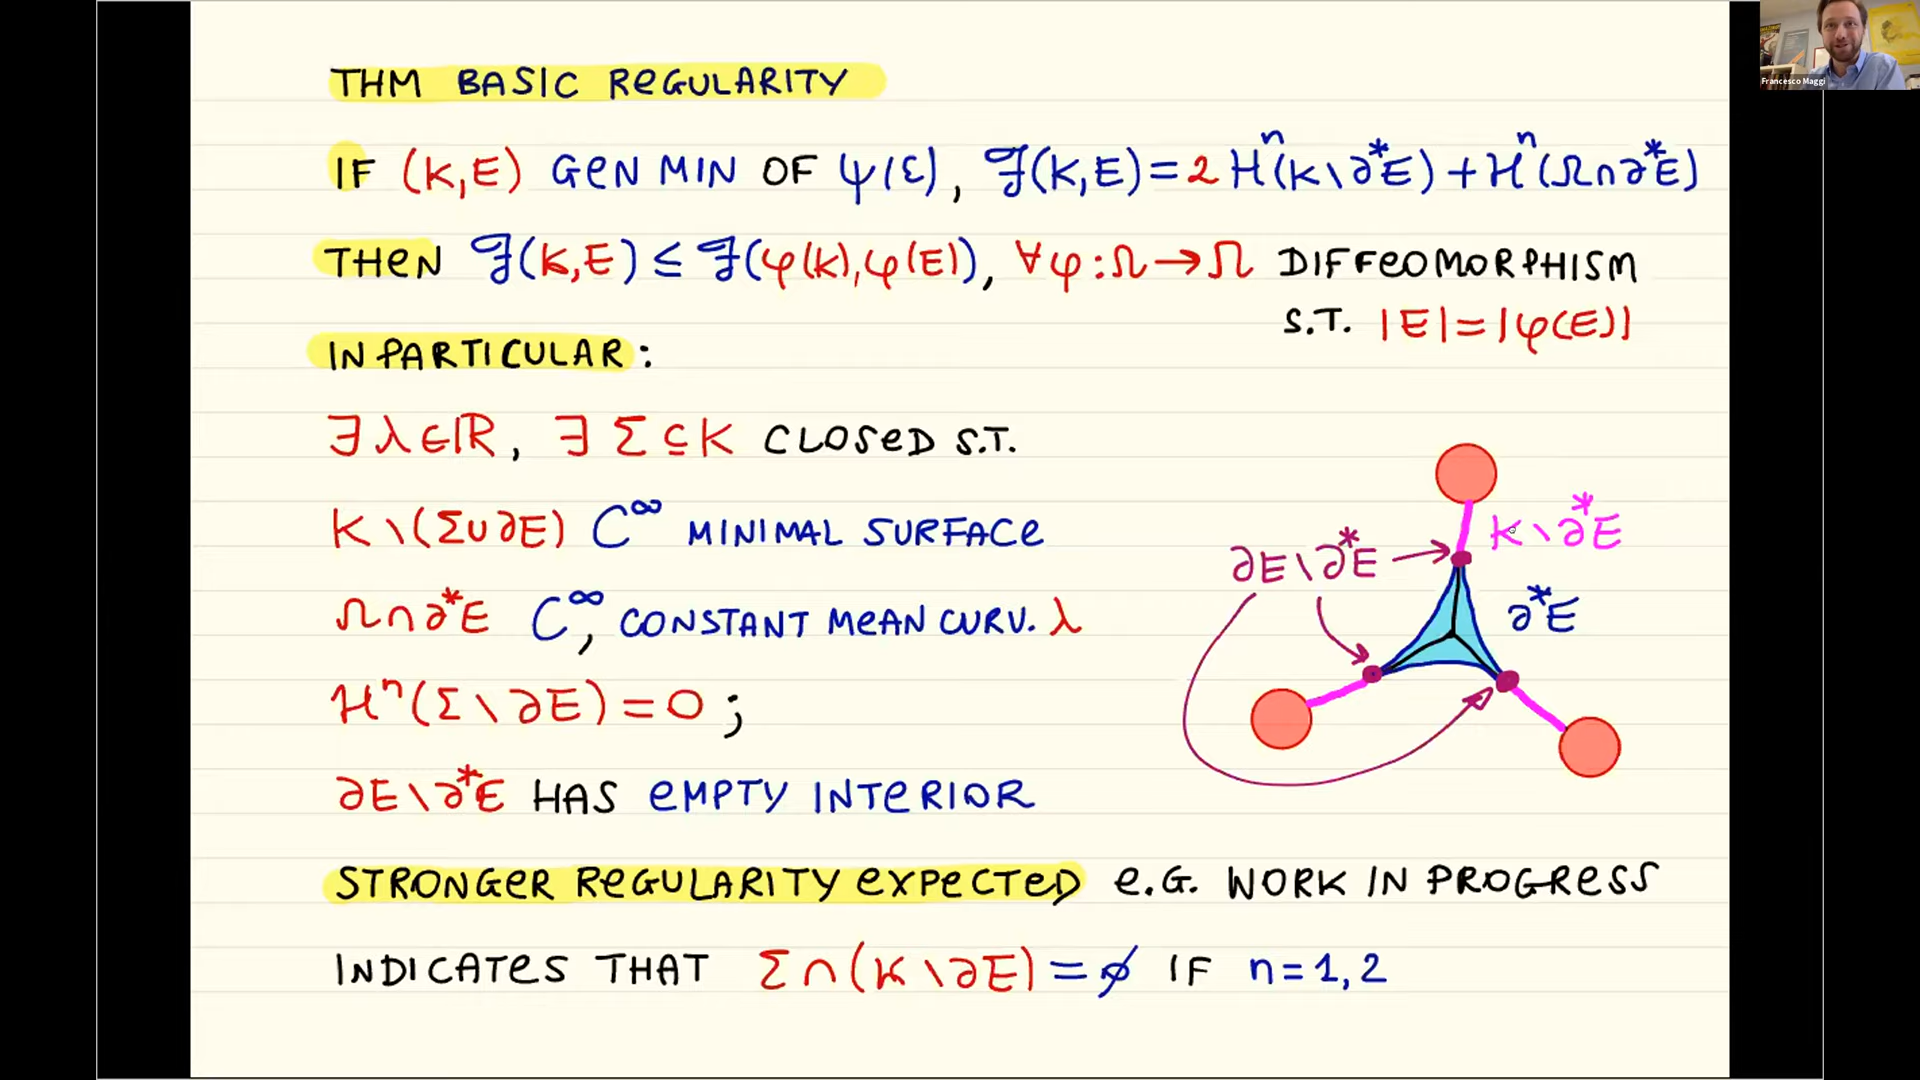 THM BASIC REGULARITY
IF (K,E) GEN MIN OF ψ(ε), 𝓕(K,E) = 2 Hⁿ(K\∂*E) + Hⁿ(Ω∩∂*E)
THEN 𝓕(K,E) ≤ 𝓕(φ(K),φ(E)), ∀φ:Ω→Ω DIFFEOMORPHISM
S.T. |E|=|φ(E)|
IN PARTICULAR:
∃ λ∈ℝ, ∃ Σ⊆K CLOSED S.T.
K\(Σ∪∂E) C^∞ MINIMAL SURFACE
Ω∩∂*E C^∞, CONSTANT MEAN CURV. λ
Hⁿ(Σ\∂E)=0;
∂E\∂*E HAS EMPTY INTERIOR
K\∂*E
∂E\∂*E
∂*E
STRONGER REGULARITY EXPECTED E.G. WORK IN PROGRESS
INDICATES THAT Σ∩(K\∂E)=∅ IF n=1,2
Francesco Maggi